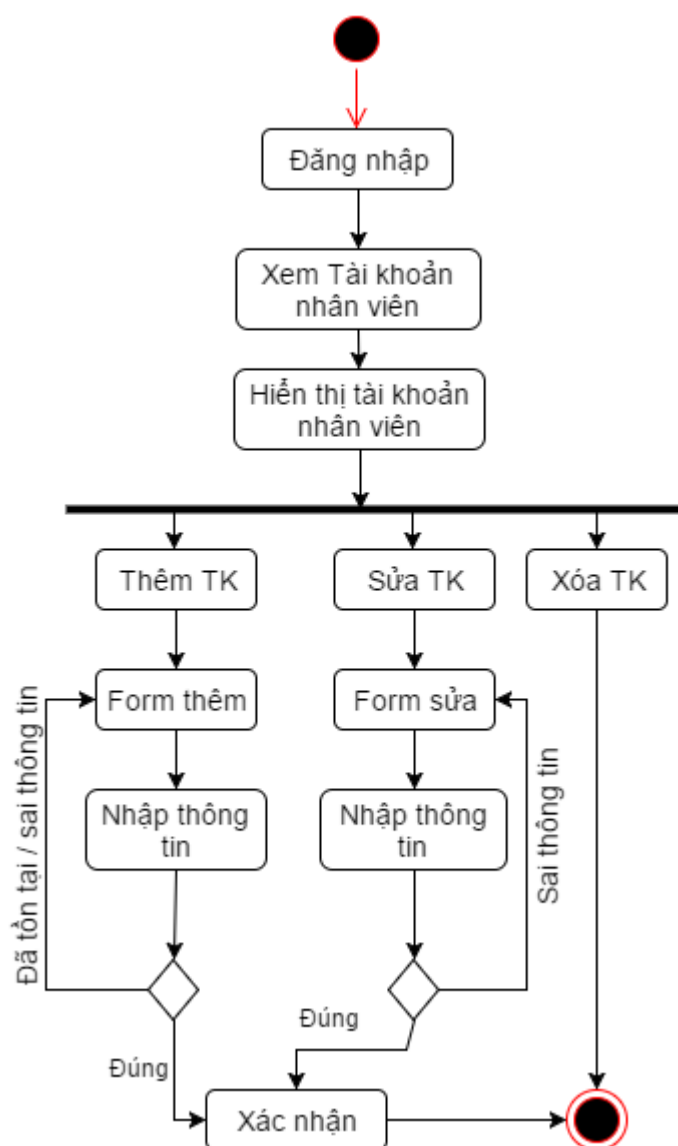 Đăng nhập
Xem Tài khoản
nhân viên
Hiển thị tài khoản
nhân viên
Thêm TK
Sửa TK
Xóa TK
Form thêm
Form sửa
Đã tồn tại / sai thông tin
Nhập thông
tin
Nhập thông
tin
Sai thông tin
Đúng
Đúng
Xác nhận